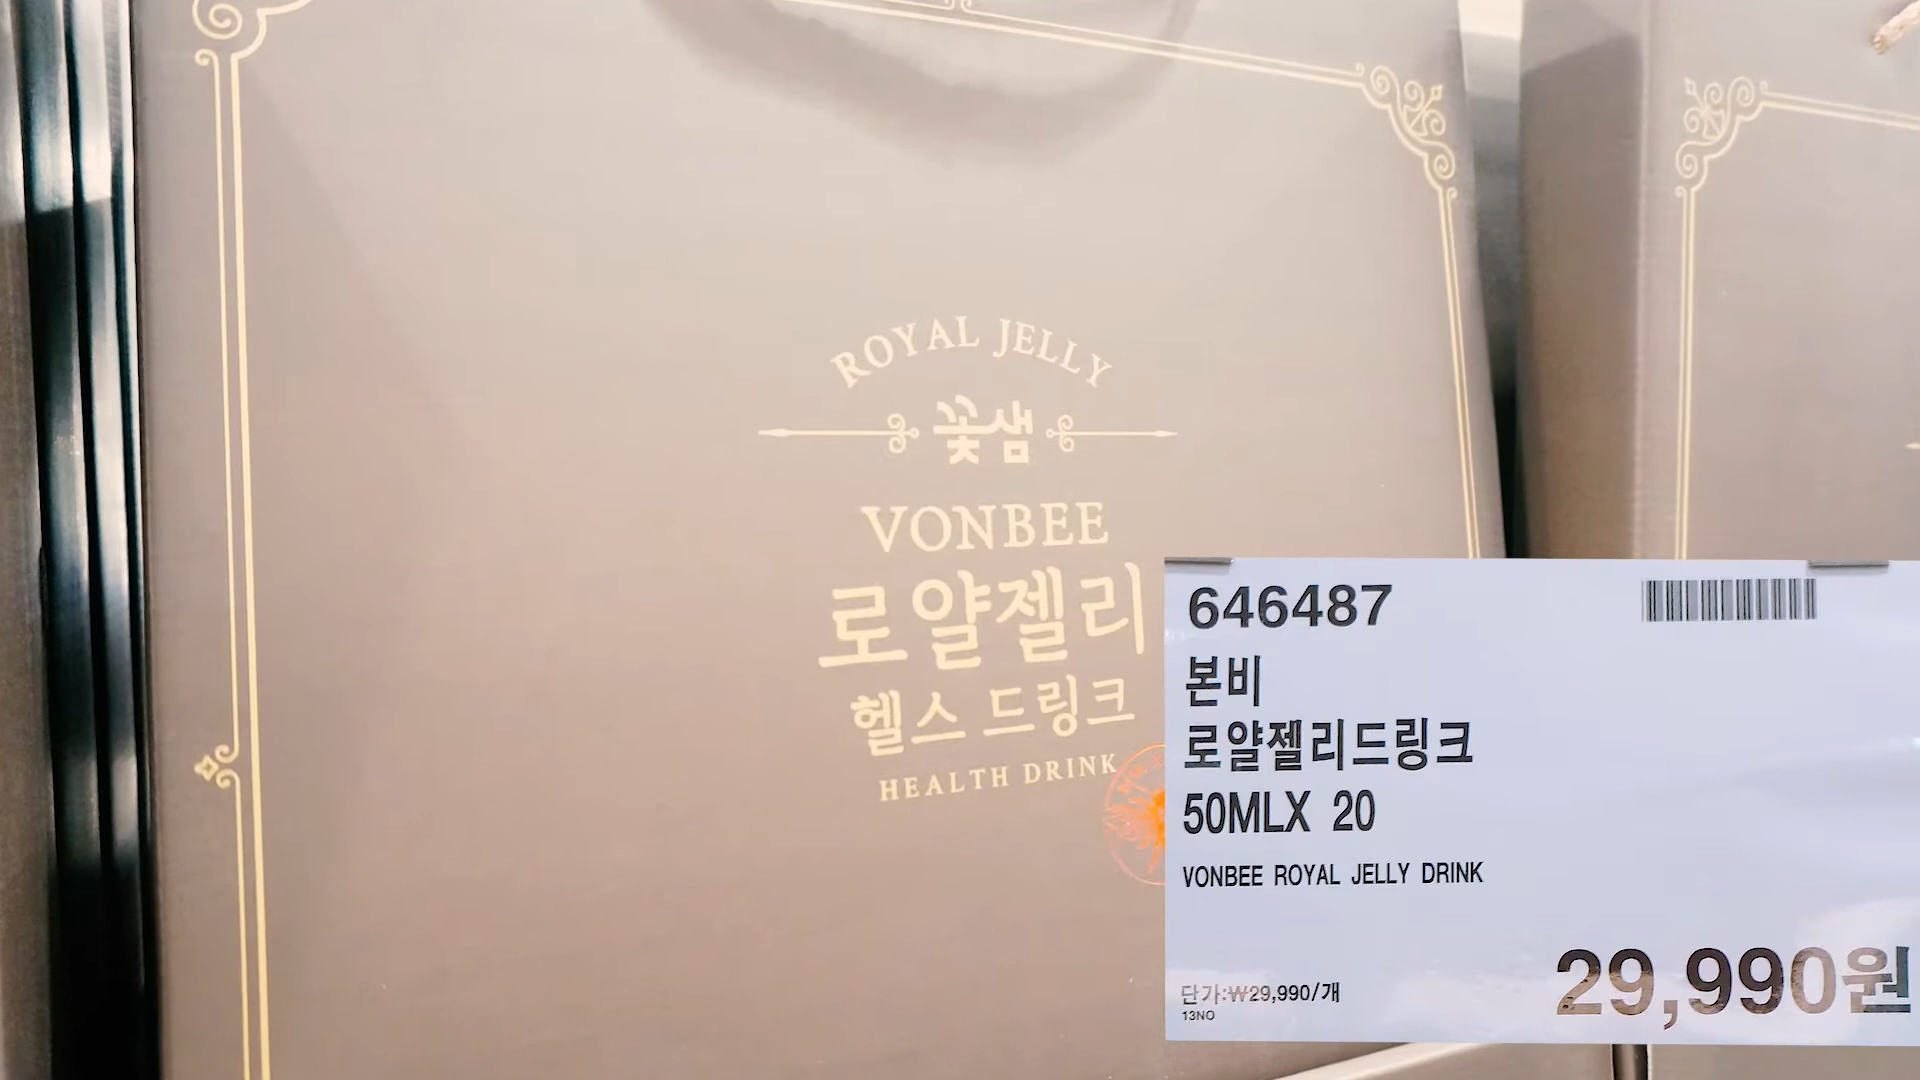 ROYAL JELLY
꽃샘
VONBEE
로얄젤리
헬스 드링크
HEALTH DRINK
646487
본비
로얄젤리드링크
50MLX 20
VONBEE ROYAL JELLY DRINK
29,990원
단가:₩29,990/개
13NO